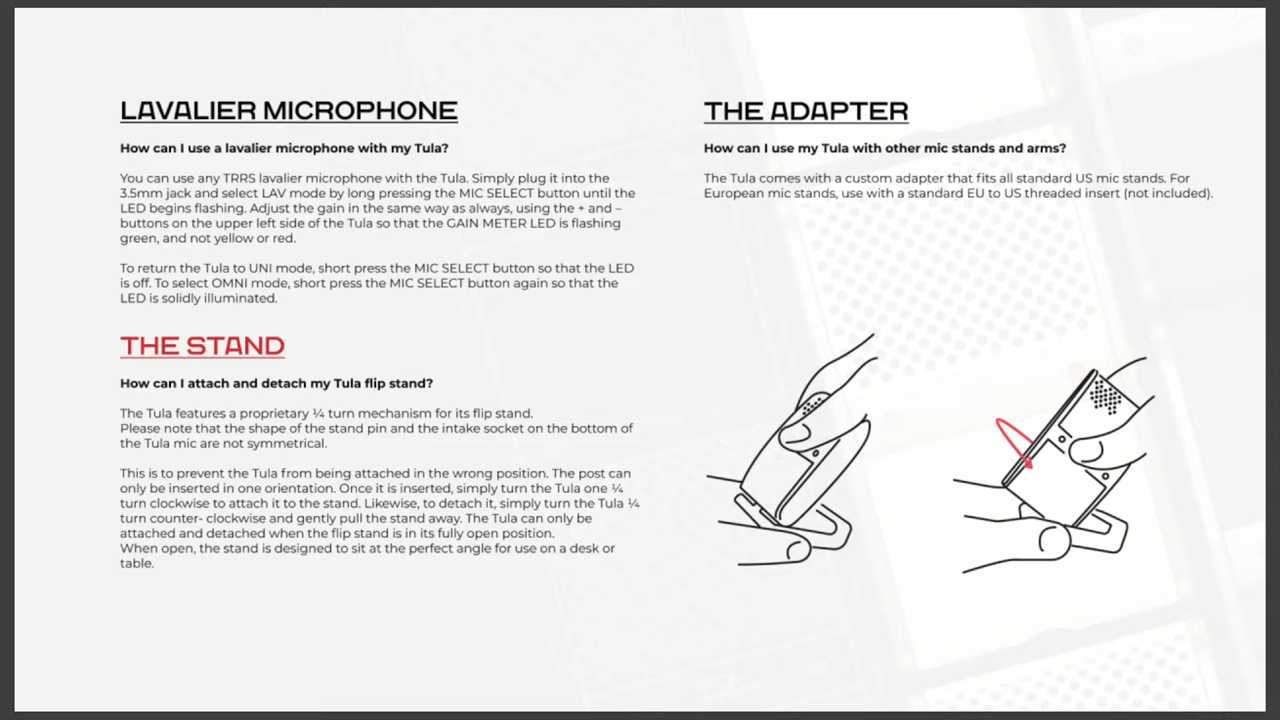 LAVALIER MICROPHONE
How can I use a lavalier microphone with my Tula?
You can use any TRRS lavalier microphone with the Tula. Simply plug it into the
3.5mm jack and select LAV mode by long pressing the MIC SELECT button until the
LED begins flashing. Adjust the gain in the same way as always, using the + and –
buttons on the upper left side of the Tula so that the GAIN METER LED is flashing
green, and not yellow or red.
To return the Tula to UNI mode, short press the MIC SELECT button so that the LED
is off. To select OMNI mode, short press the MIC SELECT button again so that the
LED is solidly illuminated.
THE STAND
How can I attach and detach my Tula flip stand?
The Tula features a proprietary ¼ turn mechanism for its flip stand.
Please note that the shape of the stand pin and the intake socket on the bottom of
the Tula mic are not symmetrical.
This is to prevent the Tula from being attached in the wrong position. The post can
only be inserted in one orientation. Once it is inserted, simply turn the Tula one ¼
turn clockwise to attach it to the stand. Likewise, to detach it, simply turn the Tula ¼
turn counter- clockwise and gently pull the stand away. The Tula can only be
attached and detached when the flip stand is in its fully open position.
When open, the stand is designed to sit at the perfect angle for use on a desk or
table.
THE ADAPTER
How can I use my Tula with other mic stands and arms?
The Tula comes with a custom adapter that fits all standard US mic stands. For
European mic stands, use with a standard EU to US threaded insert (not included).